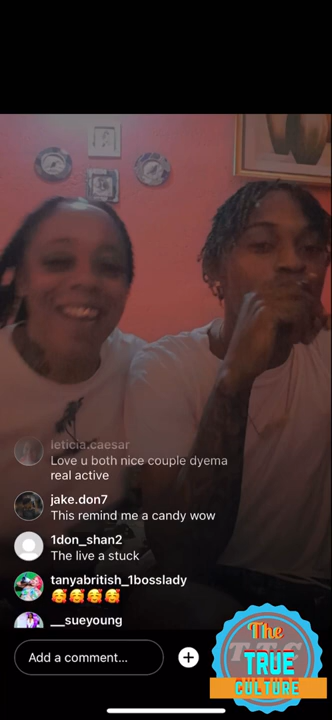 leticia.caesar
Love u both nice couple dyema
real active
jake.don7
This remind me a candy wow
1don_shan2
The live a stuck
tanyabritish_1bosslady
🥰🥰🥰🥰
__sueyoung
Add a comment...
The
TTC
TRUE
CULTURE